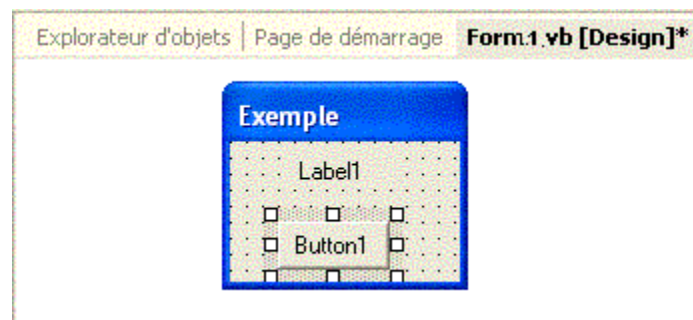 Explorateur d'objets | Page de démarrage Form1.vb [Design]*
Exemple
Label1
Button1